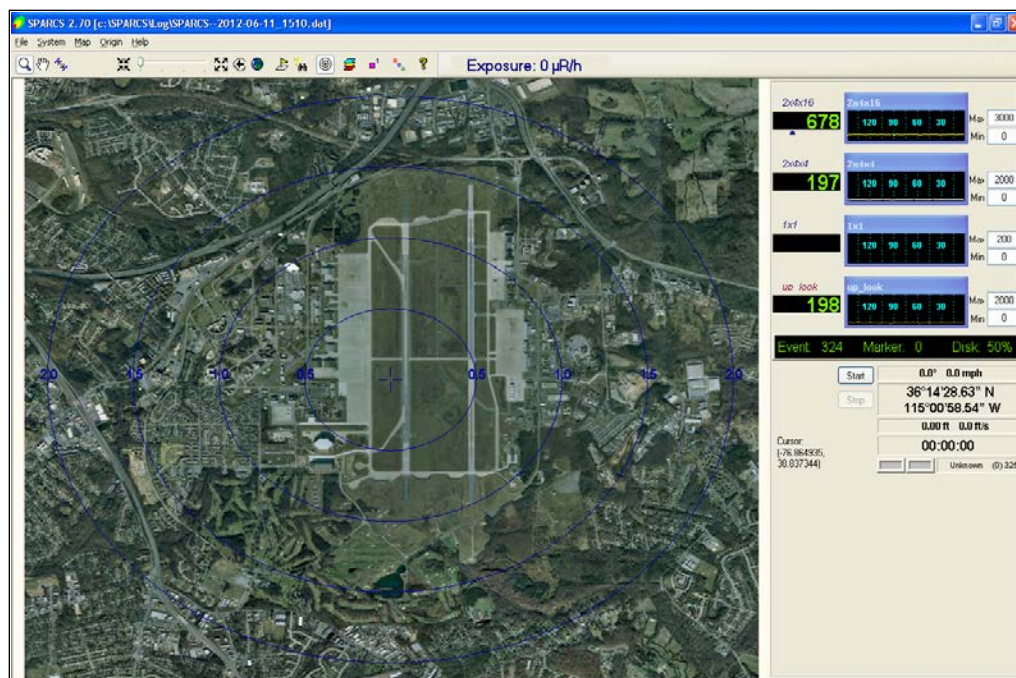 SPARCS 2.70 [c:\SPARCS\Log\SPARCS--2012-06-11_1510.dat]
File System Map Origin Help
Exposure: 0 µR/h
2x4x16
678
2x4x16
120 90 60 30
Max 3000
Min 0
2x4x4
197
2x4x4
120 90 60 30
Max 2000
Min 0
1x1
1x1
120 90 60 30
Max 200
Min 0
up_look
198
up_look
120 90 60 30
Max 2000
Min 0
Event: 324 Marker: 0 Disk: 50%
Start
Stop
0.0° 0.0 mph
36°14'28.63" N
115°00'58.54" W
0.00 ft 0.0 ft/s
00:00:00
Cursor:
(-76.864935,
38.837344)
Unknown (0) 326
2.0 1.5 1.0 0.5 0.5 1.0 1.5 2.0